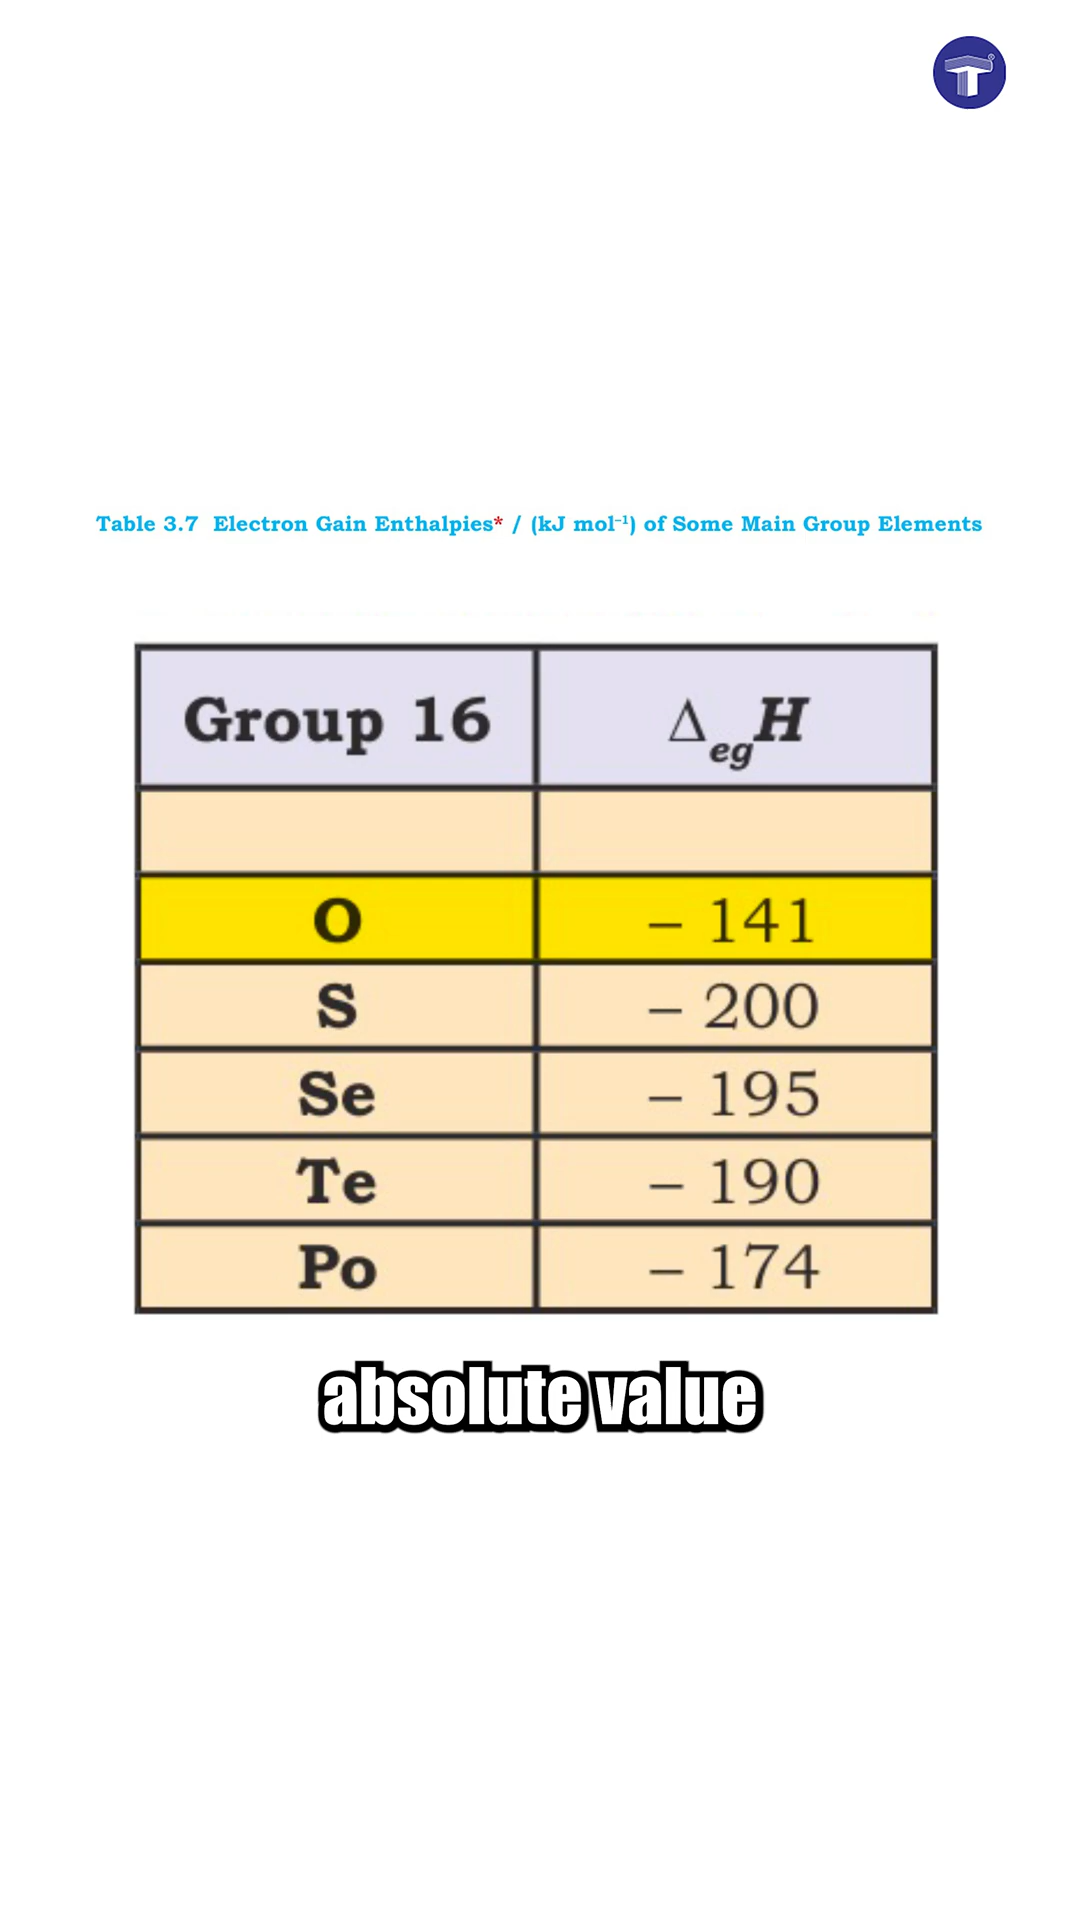 T
Table 3.7 Electron Gain Enthalpies* / (kJ mol⁻¹) of Some Main Group Elements
Group 16 ΔegH
O – 141
S – 200
Se – 195
Te – 190
Po – 174
absolute value